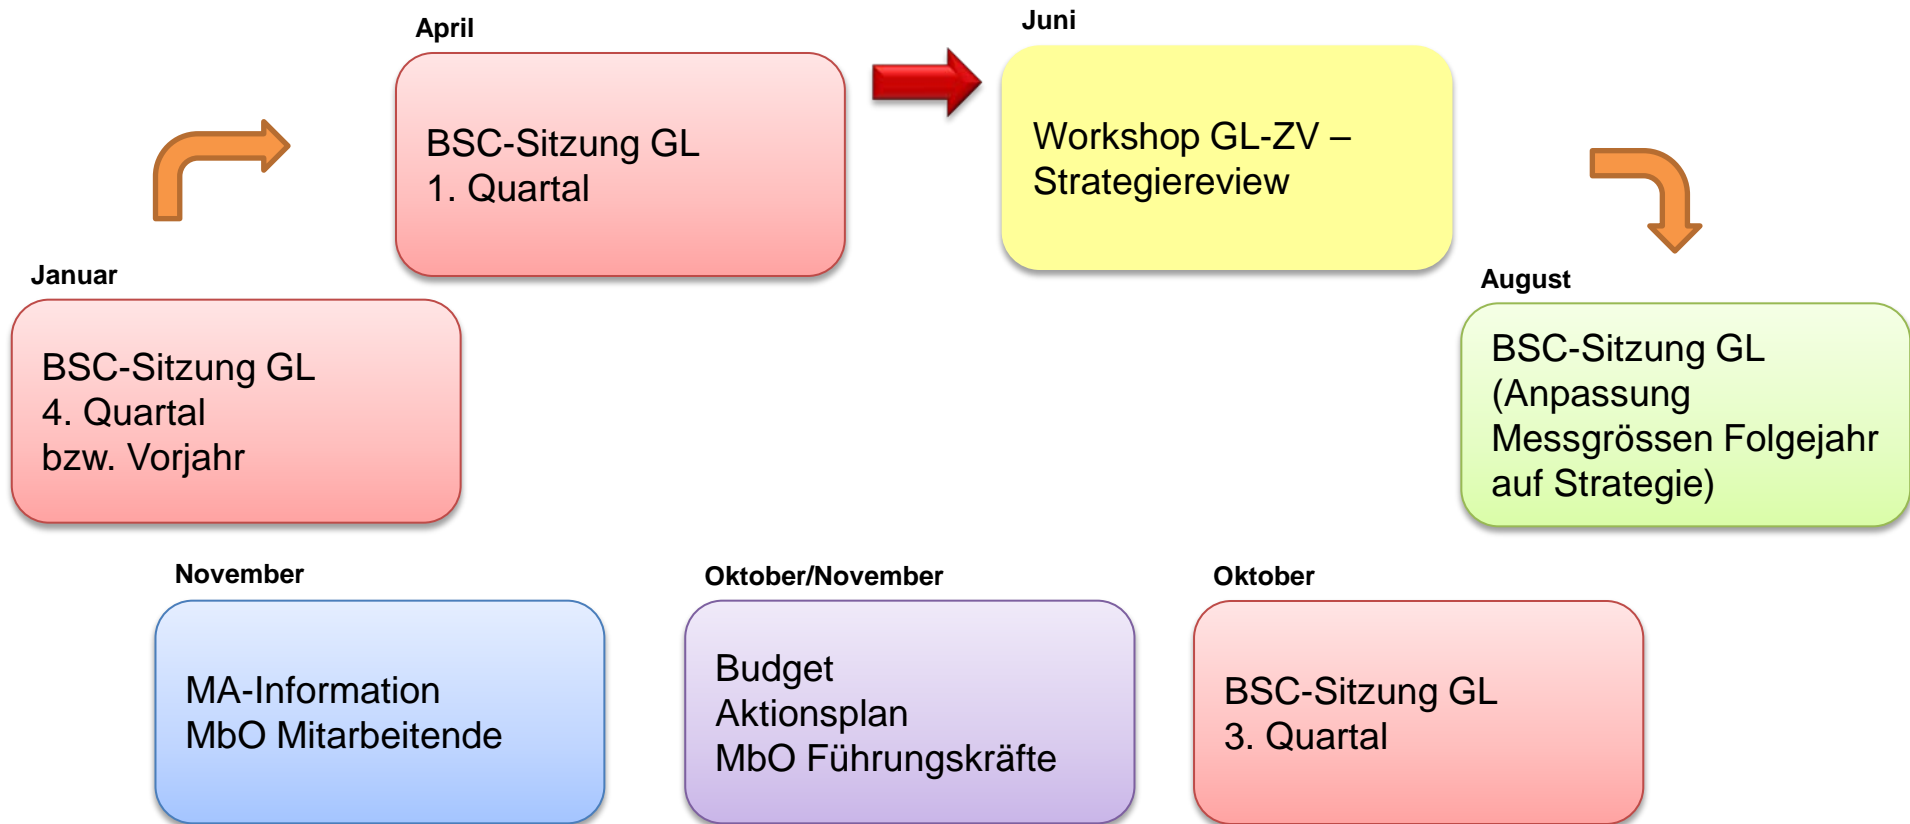 April
BSC-Sitzung GL
1. Quartal
Juni
Workshop GL-ZV –
Strategiereview
Januar
BSC-Sitzung GL
4. Quartal
bzw. Vorjahr
August
BSC-Sitzung GL
(Anpassung
Messgrössen Folgejahr
auf Strategie)
November
MA-Information
MbO Mitarbeitende
Oktober/November
Budget
Aktionsplan
MbO Führungskräfte
Oktober
BSC-Sitzung GL
3. Quartal